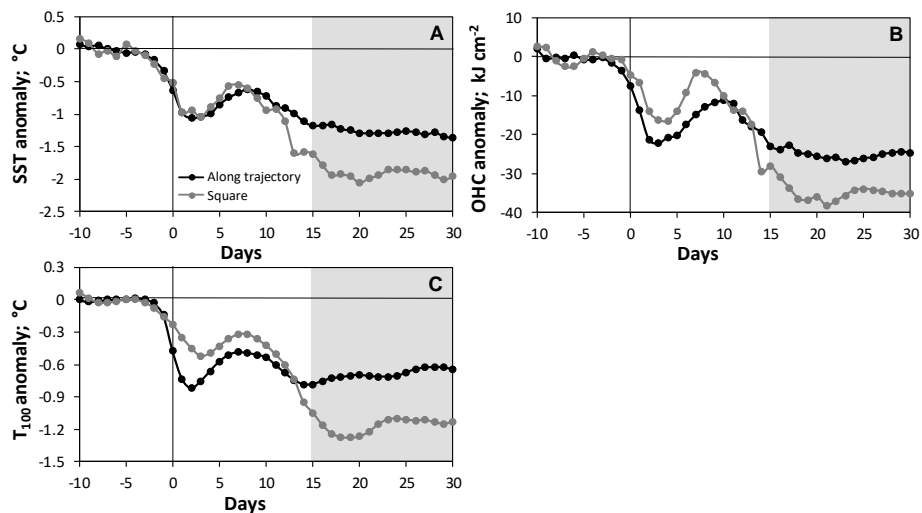 A
0.5
0
-0.5
-1
-1.5
-2
-2.5
SST anomaly; °C
Along trajectory
Square
-10 -5 0 5 10 15 20 25 30
Days
B
10
0
-10
-20
-30
-40
OHC anomaly; kJ cm⁻²
-10 -5 0 5 10 15 20 25 30
Days
C
0.3
0
-0.3
-0.6
-0.9
-1.2
-1.5
T₁₀₀ anomaly; °C
-10 -5 0 5 10 15 20 25 30
Days